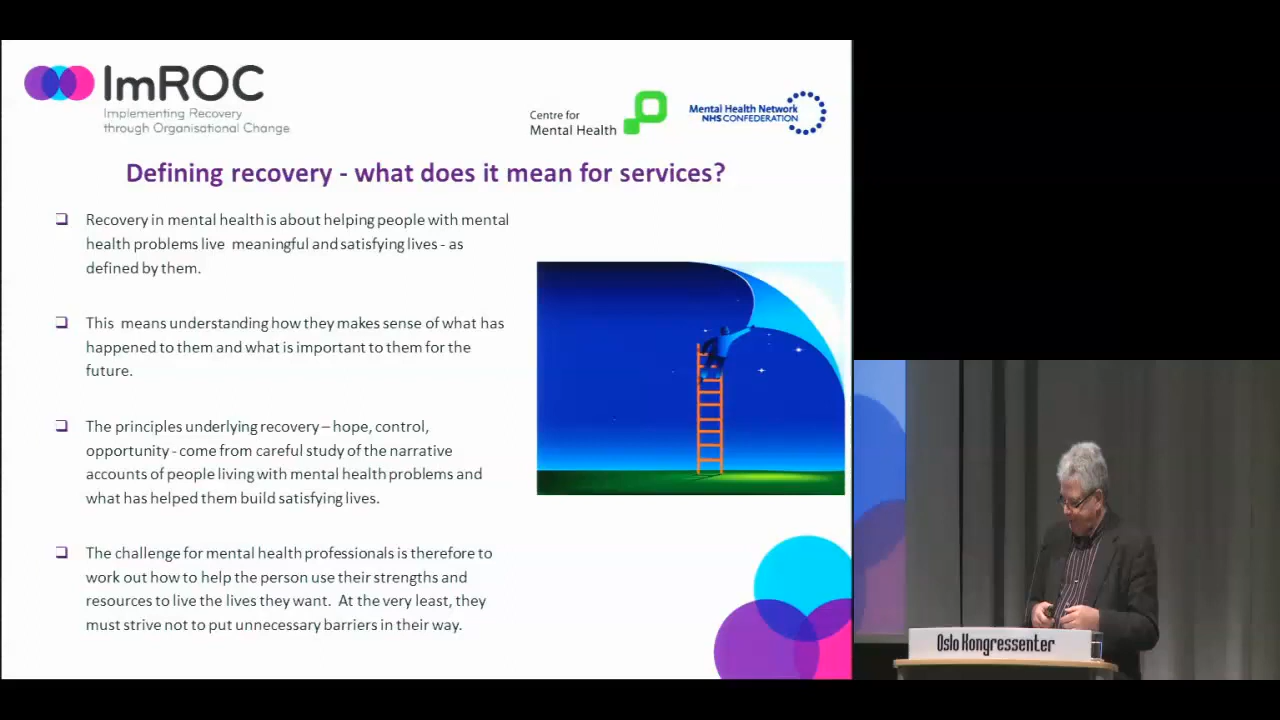 ImROC
Implementing Recovery
through Organisational Change
Centre for
Mental Health
Mental Health Network
NHS CONFEDERATION
Defining recovery - what does it mean for services?
Recovery in mental health is about helping people with mental
health problems live meaningful and satisfying lives - as
defined by them.
This means understanding how they makes sense of what has
happened to them and what is important to them for the
future.
The principles underlying recovery – hope, control,
opportunity - come from careful study of the narrative
accounts of people living with mental health problems and
what has helped them build satisfying lives.
The challenge for mental health professionals is therefore to
work out how to help the person use their strengths and
resources to live the lives they want. At the very least, they
must strive not to put unnecessary barriers in their way.
Oslo Kongressenter